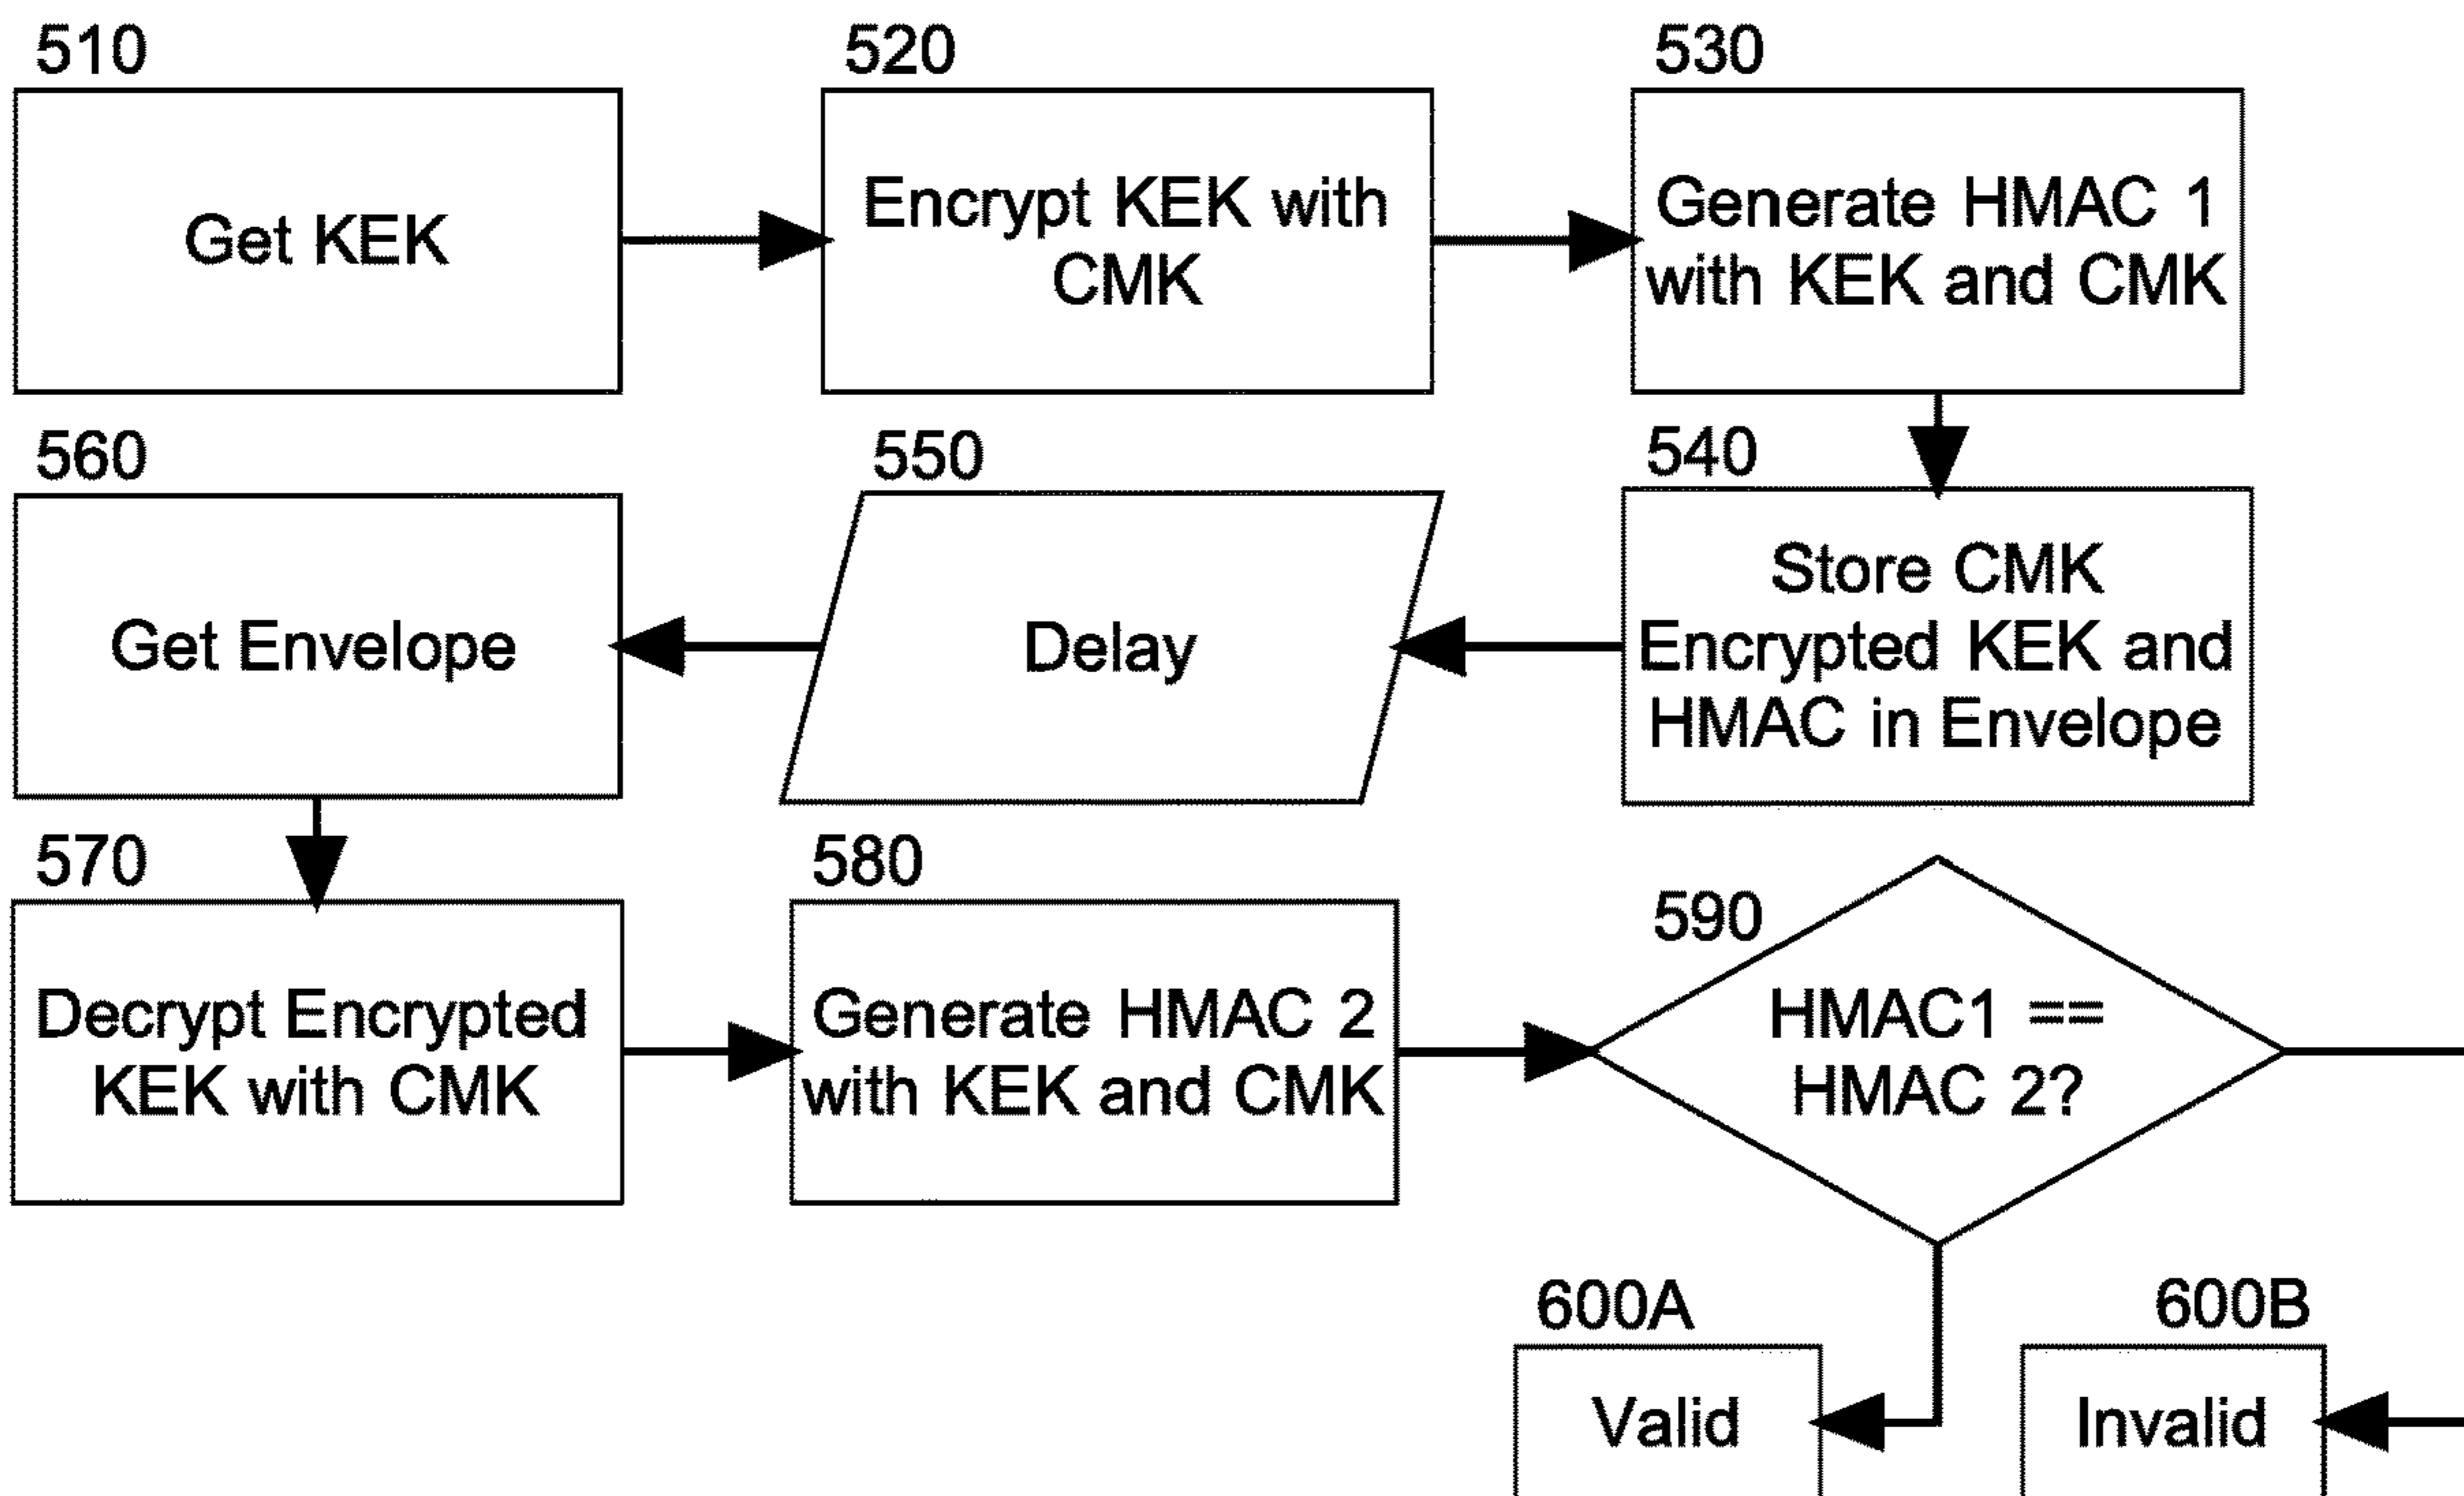 510
Get KEK
520
Encrypt KEK with
CMK
530
Generate HMAC 1
with KEK and CMK
540
Store CMK
Encrypted KEK and
HMAC in Envelope
550
Delay
560
Get Envelope
570
Decrypt Encrypted
KEK with CMK
580
Generate HMAC 2
with KEK and CMK
590
HMAC1 ==
HMAC 2?
600A
Valid
600B
Invalid